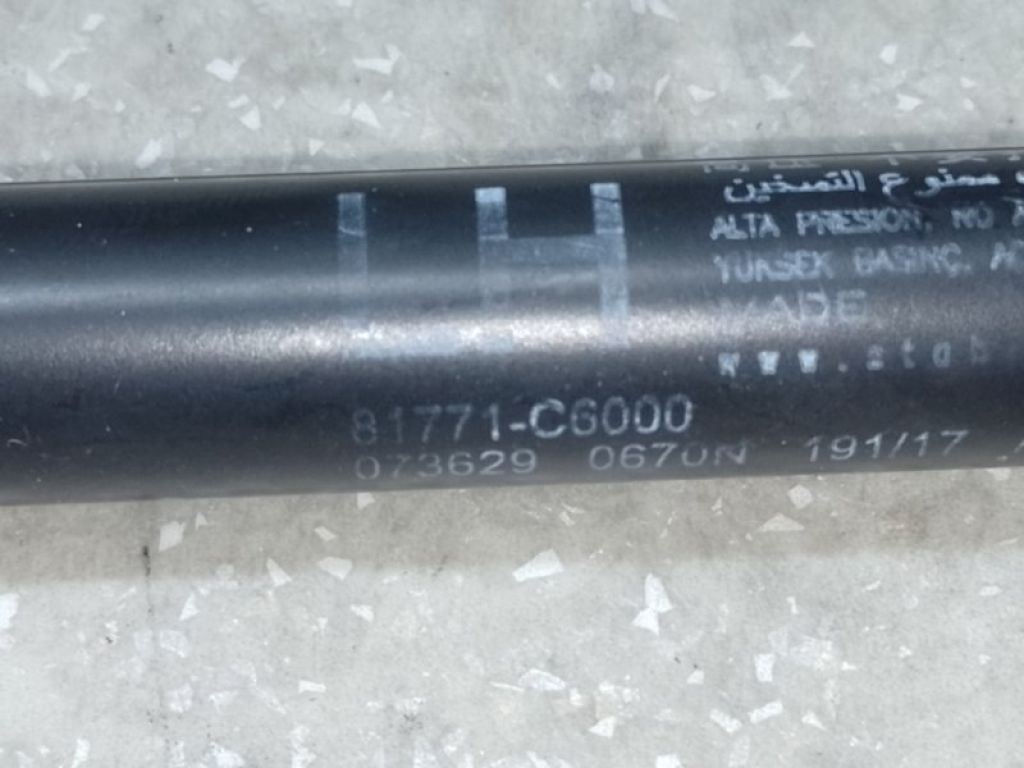 LH
ممنوع التسخين
ALTA PRESION, NO
YUKSEK BASINC,
MADE
www.stab
81771-C6000
073629 0670N 191/17